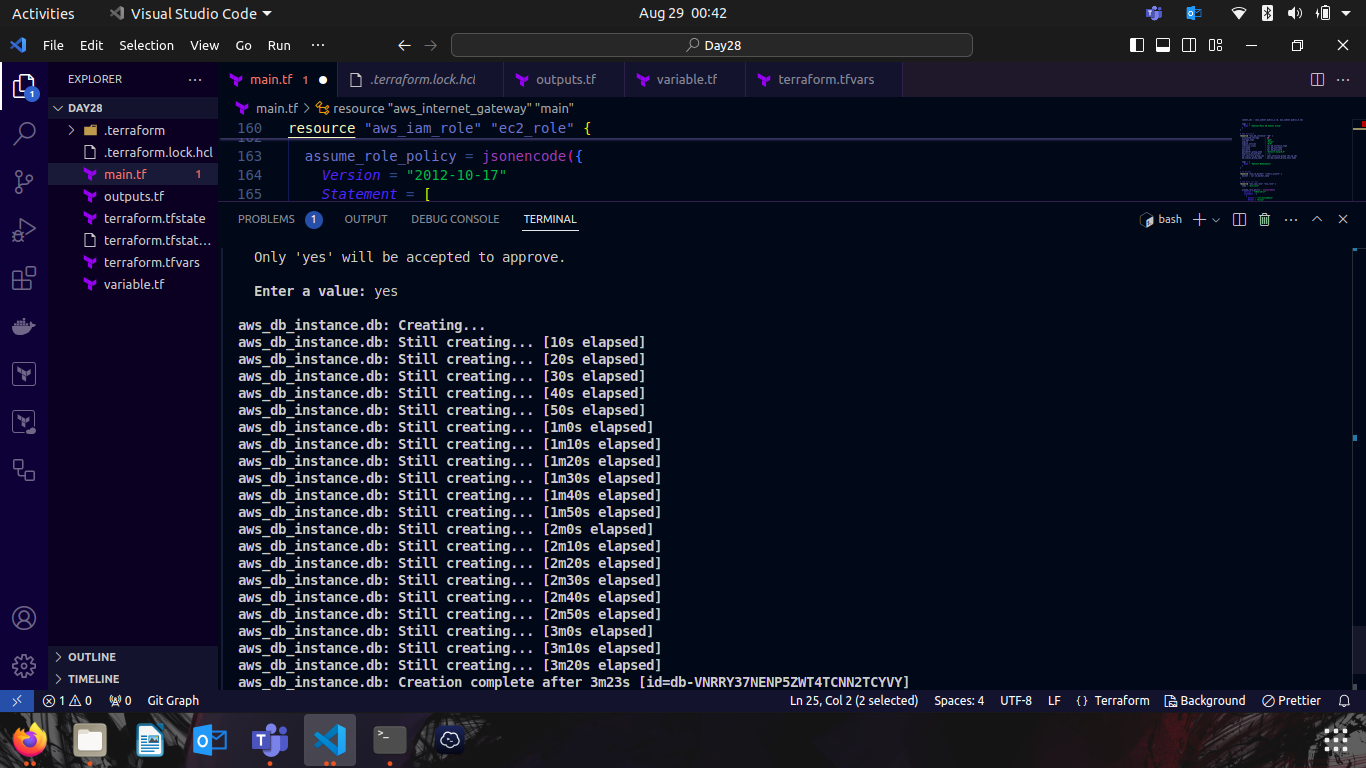 Activities
Visual Studio Code
Aug 29 00:42
File Edit Selection View Go Run ···
Day28
EXPLORER ···
main.tf 1
.terraform.lock.hcl
outputs.tf
variable.tf
terraform.tfvars
···
DAY28
.terraform
.terraform.lock.hcl
main.tf 1
outputs.tf
terraform.tfstate
terraform.tfstat...
terraform.tfvars
variable.tf
OUTLINE
TIMELINE
1
main.tf > resource "aws_internet_gateway" "main"
160 resource "aws_iam_role" "ec2_role" {
163 assume_role_policy = jsonencode({
164 Version = "2012-10-17"
165 Statement = [
PROBLEMS 1 OUTPUT DEBUG CONSOLE TERMINAL
bash
Only 'yes' will be accepted to approve.
Enter a value: yes
aws_db_instance.db: Creating...
aws_db_instance.db: Still creating... [10s elapsed]
aws_db_instance.db: Still creating... [20s elapsed]
aws_db_instance.db: Still creating... [30s elapsed]
aws_db_instance.db: Still creating... [40s elapsed]
aws_db_instance.db: Still creating... [50s elapsed]
aws_db_instance.db: Still creating... [1m0s elapsed]
aws_db_instance.db: Still creating... [1m10s elapsed]
aws_db_instance.db: Still creating... [1m20s elapsed]
aws_db_instance.db: Still creating... [1m30s elapsed]
aws_db_instance.db: Still creating... [1m40s elapsed]
aws_db_instance.db: Still creating... [1m50s elapsed]
aws_db_instance.db: Still creating... [2m0s elapsed]
aws_db_instance.db: Still creating... [2m10s elapsed]
aws_db_instance.db: Still creating... [2m20s elapsed]
aws_db_instance.db: Still creating... [2m30s elapsed]
aws_db_instance.db: Still creating... [2m40s elapsed]
aws_db_instance.db: Still creating... [2m50s elapsed]
aws_db_instance.db: Still creating... [3m0s elapsed]
aws_db_instance.db: Still creating... [3m10s elapsed]
aws_db_instance.db: Still creating... [3m20s elapsed]
aws_db_instance.db: Creation complete after 3m23s [id=db-VNRRY37NENP5ZWT4TCNN2TCYVY]
1 0 0 Git Graph
Ln 25, Col 2 (2 selected) Spaces: 4 UTF-8 LF {} Terraform Background Prettier